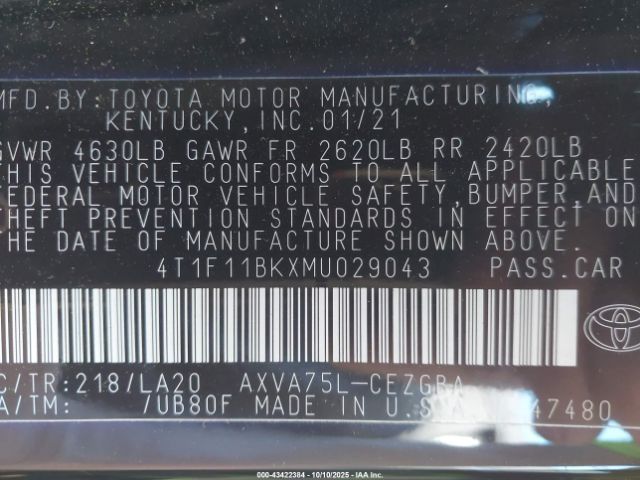 MFD. BY: TOYOTA MOTOR MANUFACTURING,
KENTUCKY, INC. 01/21
GVWR 4630LB GAWR FR 2620LB RR 2420LB
THIS VEHICLE CONFORMS TO ALL APPLICABLE
FEDERAL MOTOR VEHICLE SAFETY, BUMPER, AND
THEFT PREVENTION STANDARDS IN EFFECT ON
THE DATE OF MANUFACTURE SHOWN ABOVE.
4T1F11BKXMU029043 PASS. CAR
C/TR: 218/LA20 AXVA75L-CEZGBA
A/TM: /UB80F MADE IN U.S.A. 47480
000-43422384 - 10/10/2025 - IAA Inc.